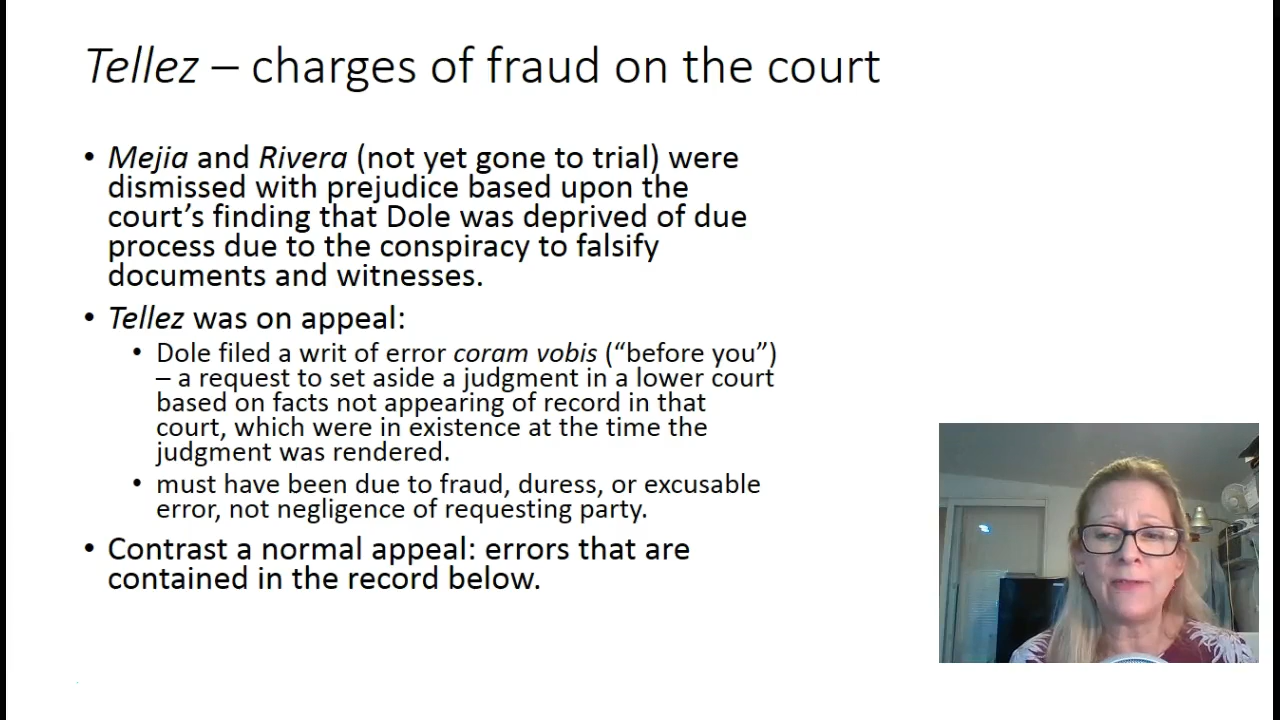 Tellez – charges of fraud on the court
• Mejia and Rivera (not yet gone to trial) were
dismissed with prejudice based upon the
court’s finding that Dole was deprived of due
process due to the conspiracy to falsify
documents and witnesses.
• Tellez was on appeal:
• Dole filed a writ of error coram vobis (“before you”)
– a request to set aside a judgment in a lower court
based on facts not appearing of record in that
court, which were in existence at the time the
judgment was rendered.
• must have been due to fraud, duress, or excusable
error, not negligence of requesting party.
• Contrast a normal appeal: errors that are
contained in the record below.